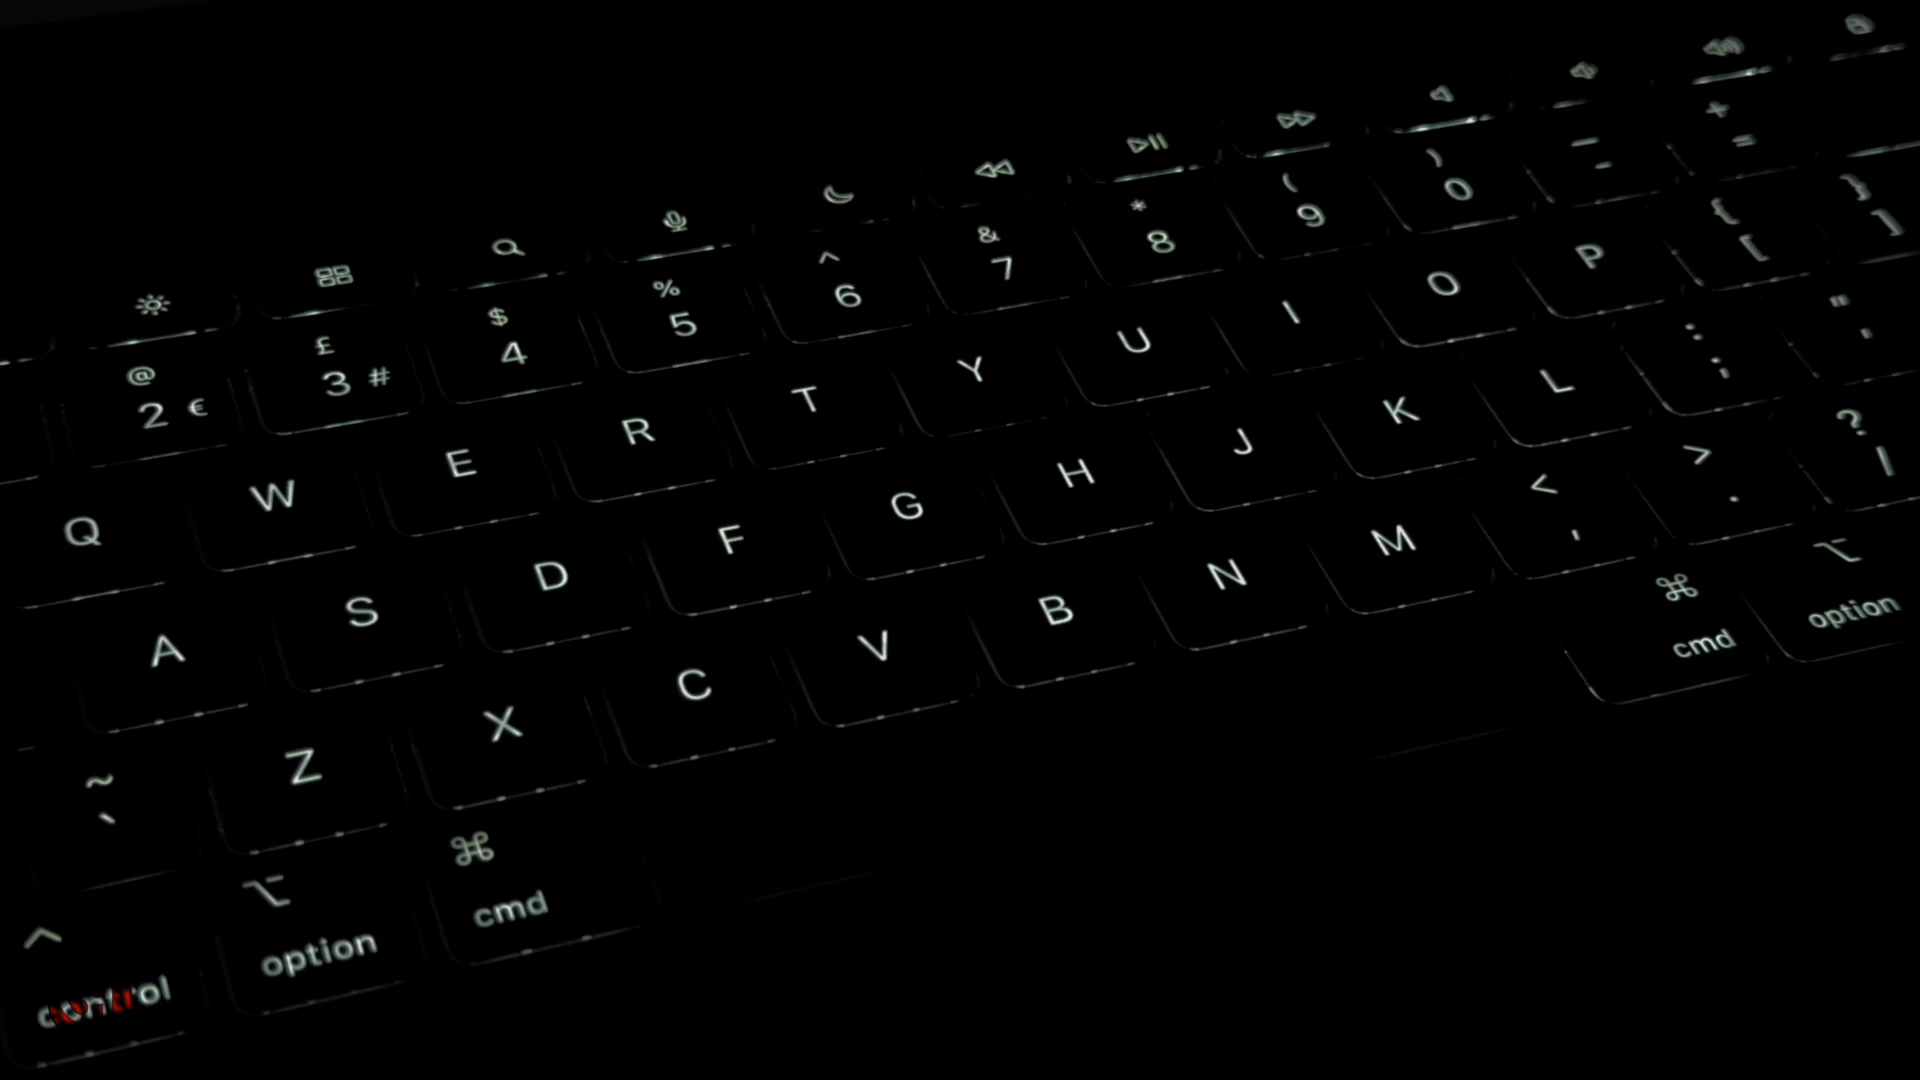 @ £ $ % ^ & * ( ) — +
2 € 3 # 4 5 6 7 8 9 0 - =
Q W E R T Y U I O P { [ } ]
A S D F G H J K L : ; " '
~ ` Z X C V B N M < , > . ? /
^ ⌥ ⌘ ⌘ ⌥
control option cmd cmd option